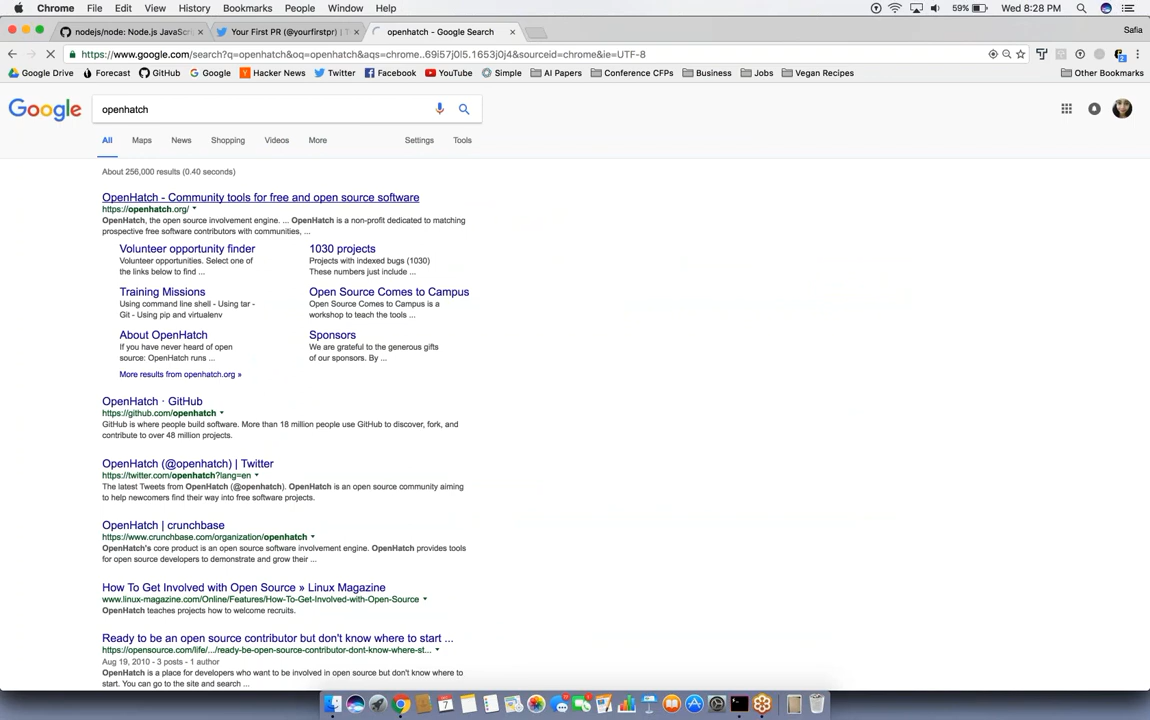 Chrome File Edit View History Bookmarks People Window Help 59% Wed 8:28 PM
nodejs/node: Node.js JavaScri Your First PR (@yourfirstpr) | T openhatch - Google Search Safia
https://www.google.com/search?q=openhatch&oq=openhatch&aqs=chrome..69i57j0l5.1653j0j4&sourceid=chrome&ie=UTF-8
Google Drive Forecast GitHub Google Hacker News Twitter Facebook YouTube Simple AI Papers Conference CFPs Business Jobs Vegan Recipes Other Bookmarks
Google openhatch
All Maps News Shopping Videos More Settings Tools
About 256,000 results (0.40 seconds)
OpenHatch - Community tools for free and open source software
https://openhatch.org/
OpenHatch, the open source involvement engine. ... OpenHatch is a non-profit dedicated to matching
prospective free software contributors with communities, ...
Volunteer opportunity finder
Volunteer opportunities. Select one of
the links below to find ...
1030 projects
Projects with indexed bugs (1030)
These numbers just include ...
Training Missions
Using command line shell - Using tar -
Git - Using pip and virtualenv
Open Source Comes to Campus
Open Source Comes to Campus is a
workshop to teach the tools ...
About OpenHatch
If you have never heard of open
source: OpenHatch runs ...
Sponsors
We are grateful to the generous gifts
of our sponsors. By ...
More results from openhatch.org »
OpenHatch · GitHub
https://github.com/openhatch
GitHub is where people build software. More than 18 million people use GitHub to discover, fork, and
contribute to over 48 million projects.
OpenHatch (@openhatch) | Twitter
https://twitter.com/openhatch?lang=en
The latest Tweets from OpenHatch (@openhatch). OpenHatch is an open source community aiming
to help newcomers find their way into free software projects.
OpenHatch | crunchbase
https://www.crunchbase.com/organization/openhatch
OpenHatch's core product is an open source software involvement engine. OpenHatch provides tools
for open source developers to demonstrate and grow their ...
How To Get Involved with Open Source » Linux Magazine
www.linux-magazine.com/Online/Features/How-To-Get-Involved-with-Open-Source
OpenHatch teaches projects how to welcome recruits.
Ready to be an open source contributor but don't know where to start ...
https://opensource.com/life/.../ready-be-open-source-contributor-dont-know-where-st...
Aug 19, 2010 - 3 posts - 1 author
OpenHatch is a place for developers who want to be involved in open source but don't know where to
start. You can go to the site and search ...